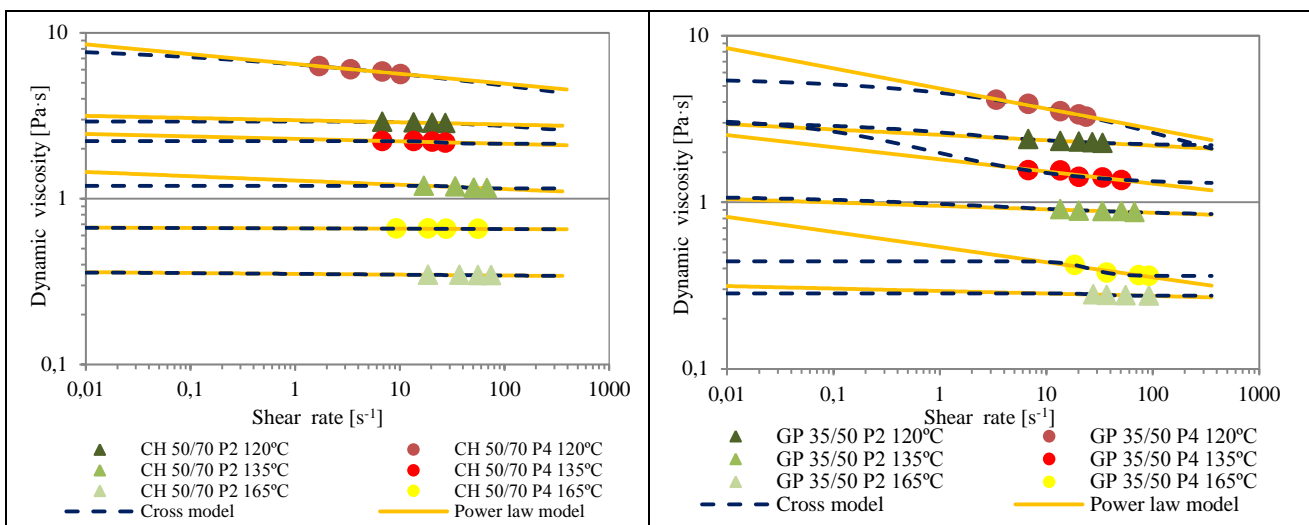 10
1
0,1
0,01 0,1 1 10 100 1000
Dynamic viscosity [Pa·s]
Shear rate [s-1]
CH 50/70 P2 120ºC
CH 50/70 P4 120ºC
CH 50/70 P2 135ºC
CH 50/70 P4 135ºC
CH 50/70 P2 165ºC
CH 50/70 P4 165ºC
Cross model
Power law model
10
1
0,1
0,01 0,1 1 10 100 1000
Dynamic viscosity [Pa·s]
Shear rate [s-1]
GP 35/50 P2 120ºC
GP 35/50 P4 120ºC
GP 35/50 P2 135ºC
GP 35/50 P4 135ºC
GP 35/50 P2 165ºC
GP 35/50 P4 165ºC
Cross model
Power law model